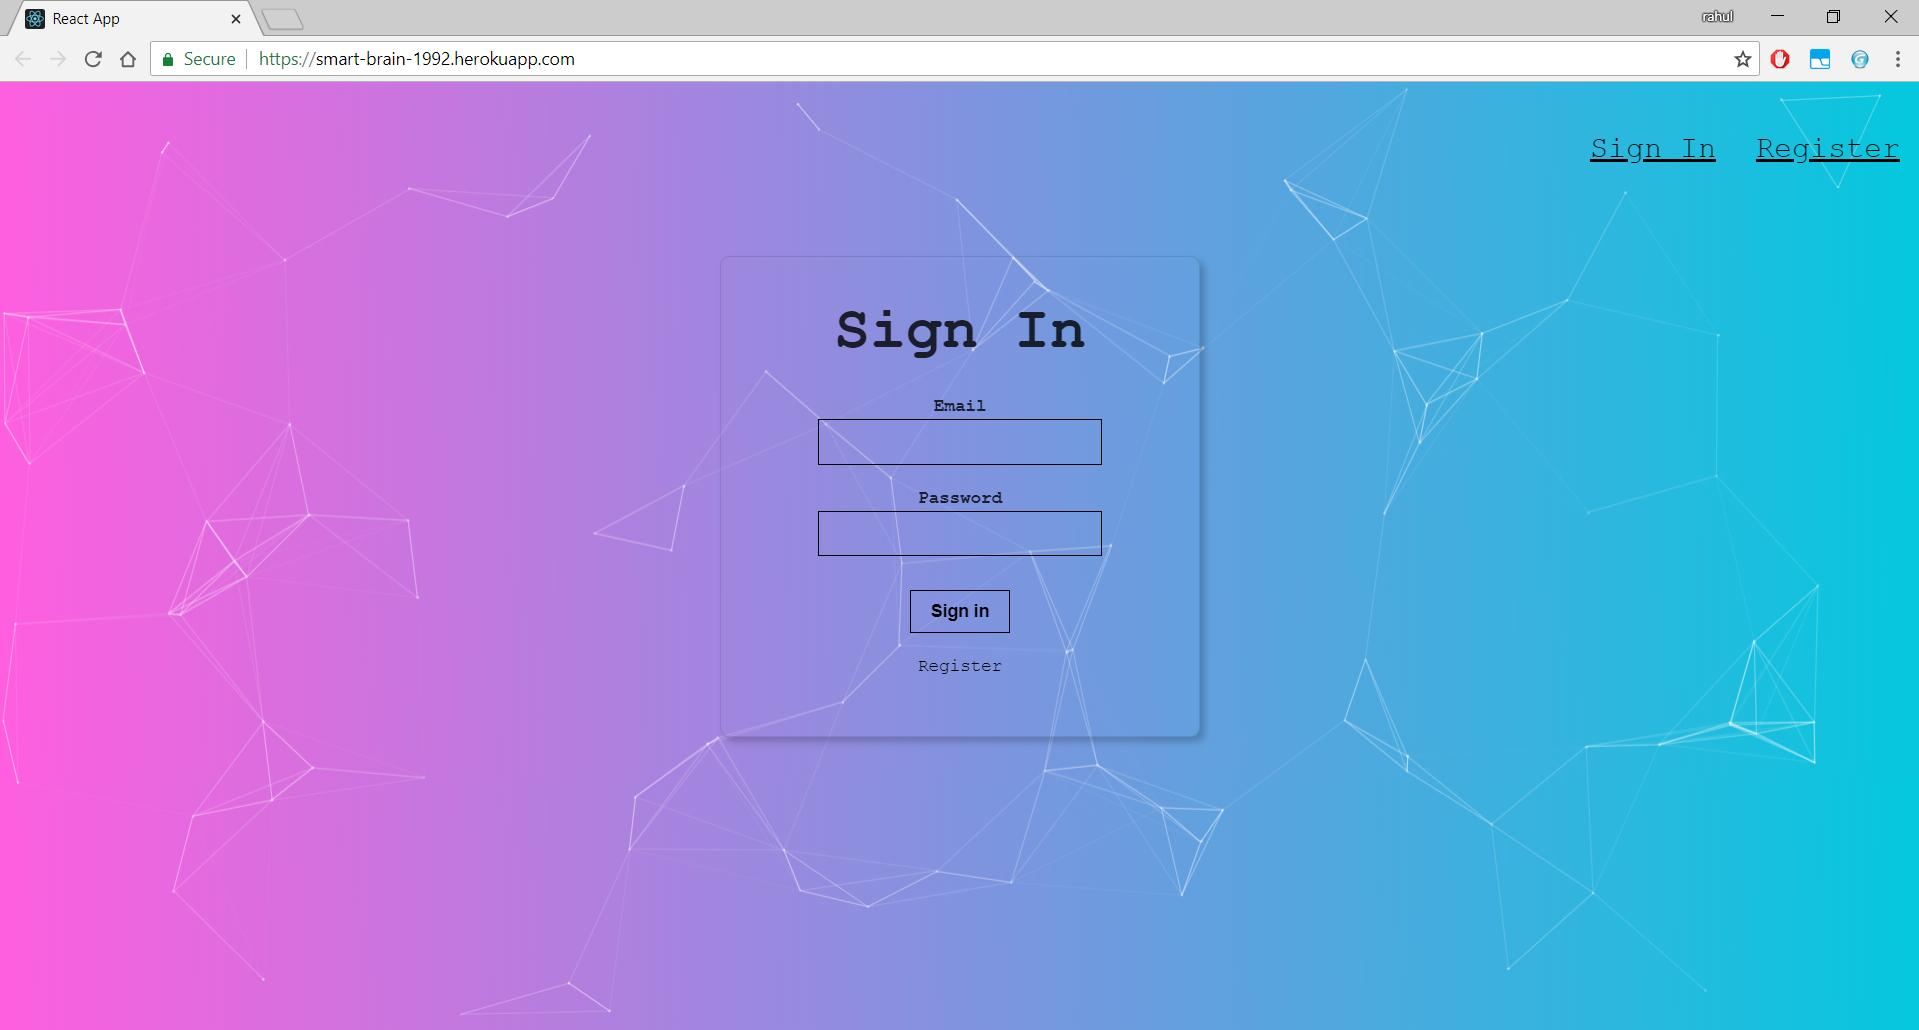 React App
rahul
Secure
https://smart-brain-1992.herokuapp.com
Sign In Register
Sign In
Email
Password
Sign in
Register